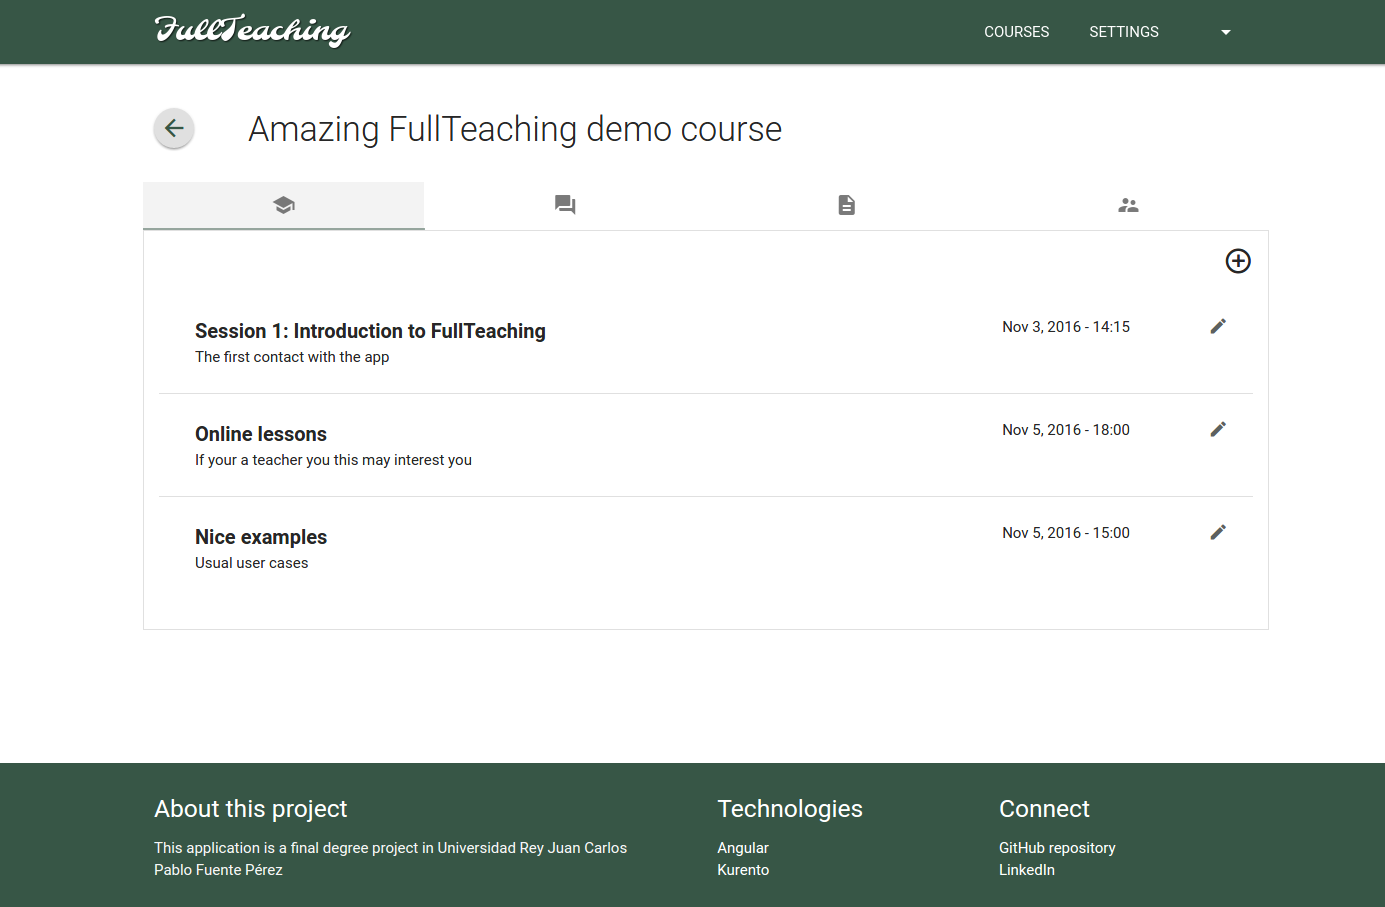 FullTeaching
COURSES
SETTINGS
Amazing FullTeaching demo course
Session 1: Introduction to FullTeaching
Nov 3, 2016 - 14:15
The first contact with the app
Online lessons
Nov 5, 2016 - 18:00
If your a teacher you this may interest you
Nice examples
Nov 5, 2016 - 15:00
Usual user cases
About this project
This application is a final degree project in Universidad Rey Juan Carlos
Pablo Fuente Pérez
Technologies
Angular
Kurento
Connect
GitHub repository
LinkedIn